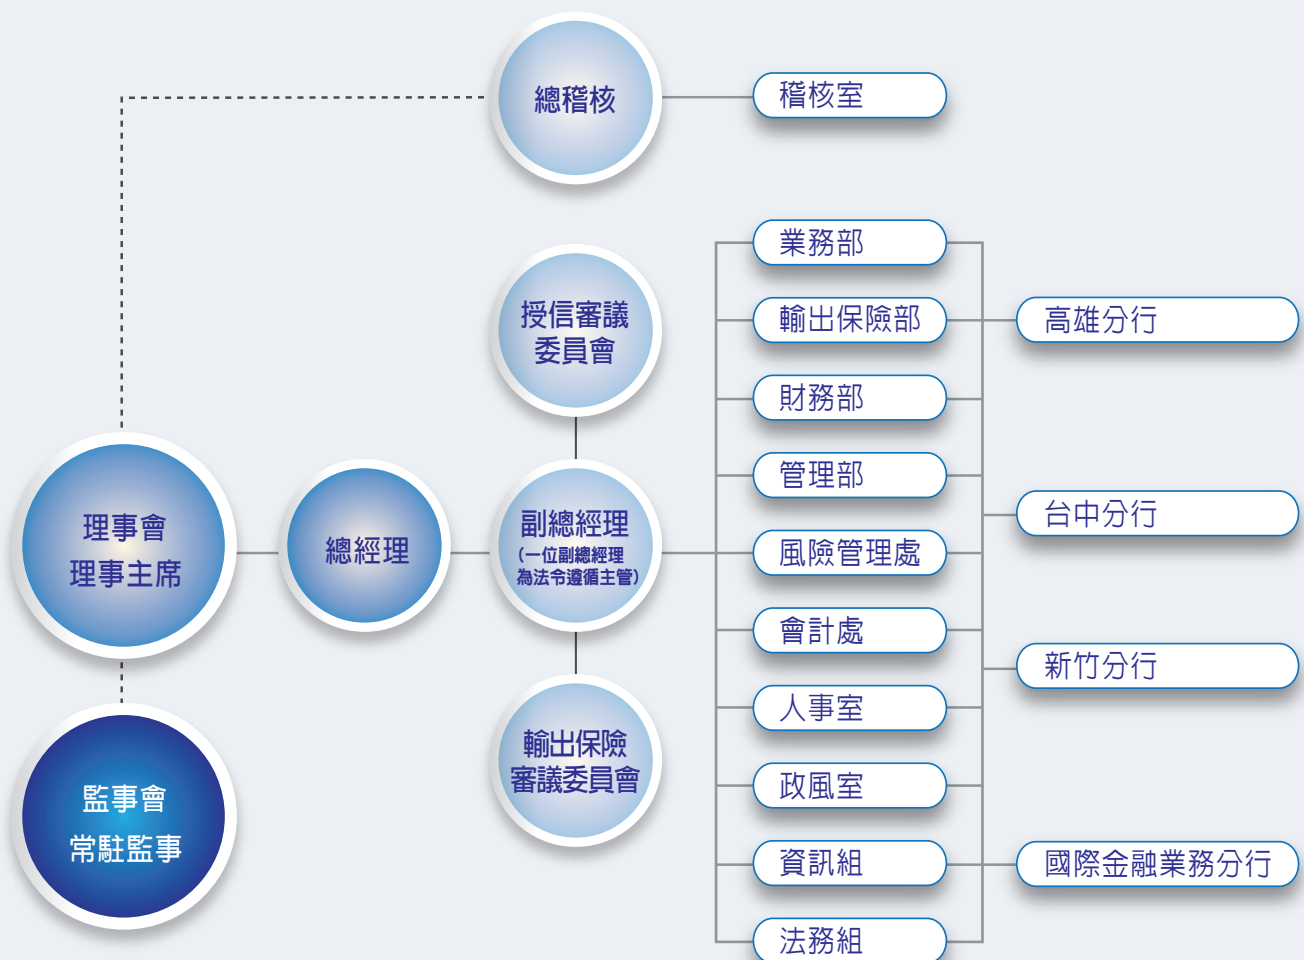 總稽核
稽核室
理事會
理事主席
監事會
常駐監事
總經理
授信審議
委員會
副總經理
(一位副總經理
為法令遵循主管)
輸出保險
審議委員會
業務部
輸出保險部
財務部
管理部
風險管理處
會計處
人事室
政風室
資訊組
法務組
高雄分行
台中分行
新竹分行
國際金融業務分行